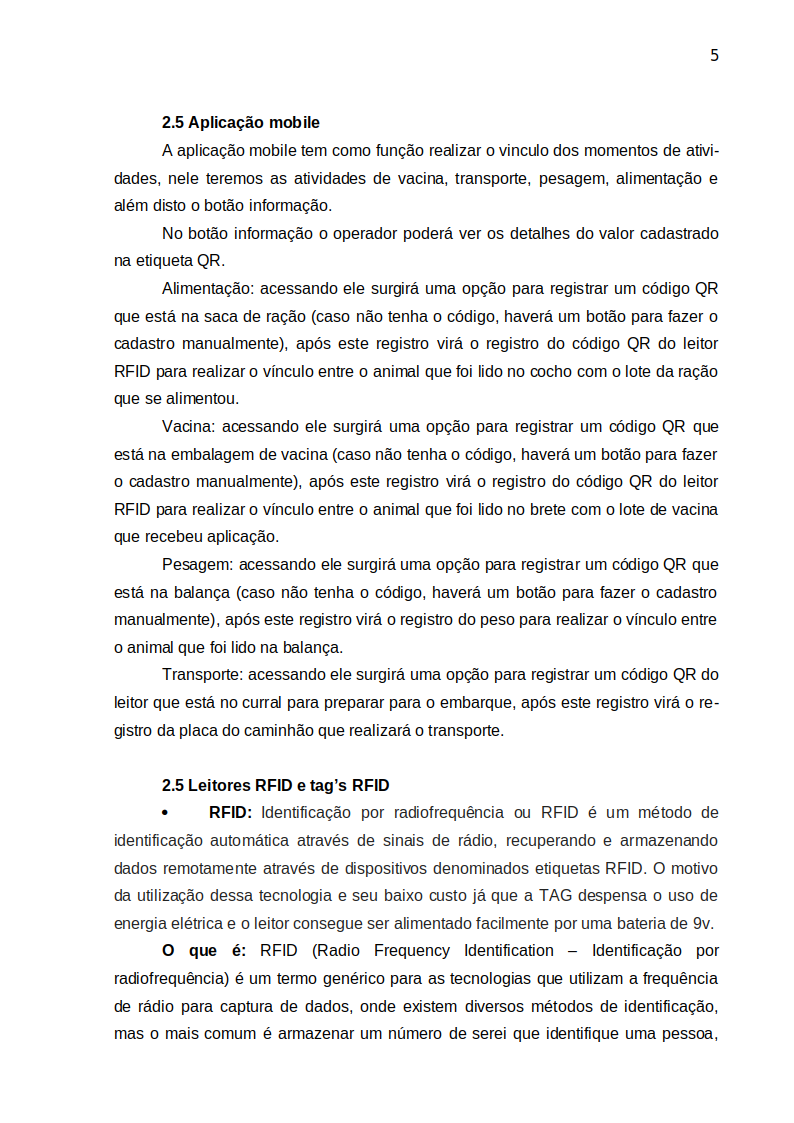 5
2.5 Aplicação mobile
A aplicação mobile tem como função realizar o vinculo dos momentos de ativi-
dades, nele teremos as atividades de vacina, transporte, pesagem, alimentação e
além disto o botão informação.
No botão informação o operador poderá ver os detalhes do valor cadastrado
na etiqueta QR.
Alimentação: acessando ele surgirá uma opção para registrar um código QR
que está na saca de ração (caso não tenha o código, haverá um botão para fazer o
cadastro manualmente), após este registro virá o registro do código QR do leitor
RFID para realizar o vínculo entre o animal que foi lido no cocho com o lote da ração
que se alimentou.
Vacina: acessando ele surgirá uma opção para registrar um código QR que
está na embalagem de vacina (caso não tenha o código, haverá um botão para fazer
o cadastro manualmente), após este registro virá o registro do código QR do leitor
RFID para realizar o vínculo entre o animal que foi lido no brete com o lote de vacina
que recebeu aplicação.
Pesagem: acessando ele surgirá uma opção para registrar um código QR que
está na balança (caso não tenha o código, haverá um botão para fazer o cadastro
manualmente), após este registro virá o registro do peso para realizar o vínculo entre
o animal que foi lido na balança.
Transporte: acessando ele surgirá uma opção para registrar um código QR do
leitor que está no curral para preparar para o embarque, após este registro virá o re-
gistro da placa do caminhão que realizará o transporte.
2.5 Leitores RFID e tag’s RFID
• RFID: Identificação por radiofrequência ou RFID é um método de
identificação automática através de sinais de rádio, recuperando e armazenando
dados remotamente através de dispositivos denominados etiquetas RFID. O motivo
da utilização dessa tecnologia e seu baixo custo já que a TAG despensa o uso de
energia elétrica e o leitor consegue ser alimentado facilmente por uma bateria de 9v.
O que é: RFID (Radio Frequency Identification – Identificação por
radiofrequência) é um termo genérico para as tecnologias que utilizam a frequência
de rádio para captura de dados, onde existem diversos métodos de identificação,
mas o mais comum é armazenar um número de serei que identifique uma pessoa,